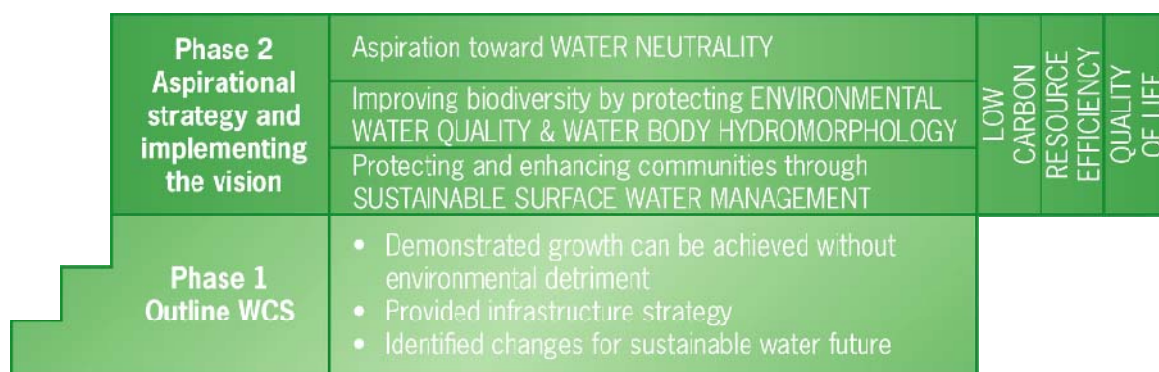 Phase 2
Aspirational
strategy and
implementing
the vision
Aspiration toward WATER NEUTRALITY
Improving biodiversity by protecting ENVIRONMENTAL
WATER QUALITY & WATER BODY HYDROMORPHOLOGY
Protecting and enhancing communities through
SUSTAINABLE SURFACE WATER MANAGEMENT
LOW
CARBON
RESOURCE
EFFICIENCY
QUALITY
OF LIFE
Phase 1
Outline WCS
• Demonstrated growth can be achieved without
environmental detriment
• Provided infrastructure strategy
• Identified changes for sustainable water future